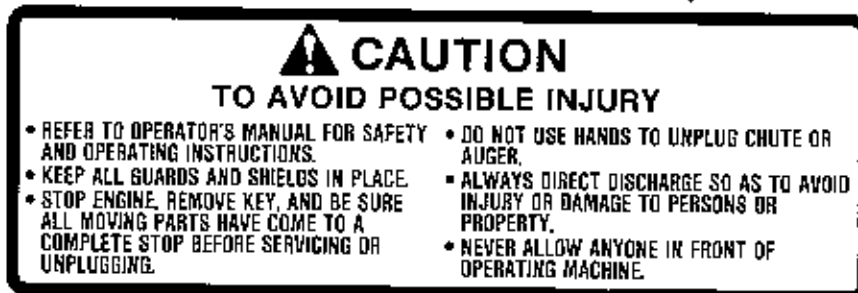 CAUTION
TO AVOID POSSIBLE INJURY
• REFER TO OPERATOR'S MANUAL FOR SAFETY
AND OPERATING INSTRUCTIONS.
• KEEP ALL GUARDS AND SHIELDS IN PLACE.
• STOP ENGINE, REMOVE KEY, AND BE SURE
ALL MOVING PARTS HAVE COME TO A
COMPLETE STOP BEFORE SERVICING OR
UNPLUGGING.
• DO NOT USE HANDS TO UNPLUG CHUTE OR
AUGER.
• ALWAYS DIRECT DISCHARGE SO AS TO AVOID
INJURY OR DAMAGE TO PERSONS OR
PROPERTY.
• NEVER ALLOW ANYONE IN FRONT OF
OPERATING MACHINE.